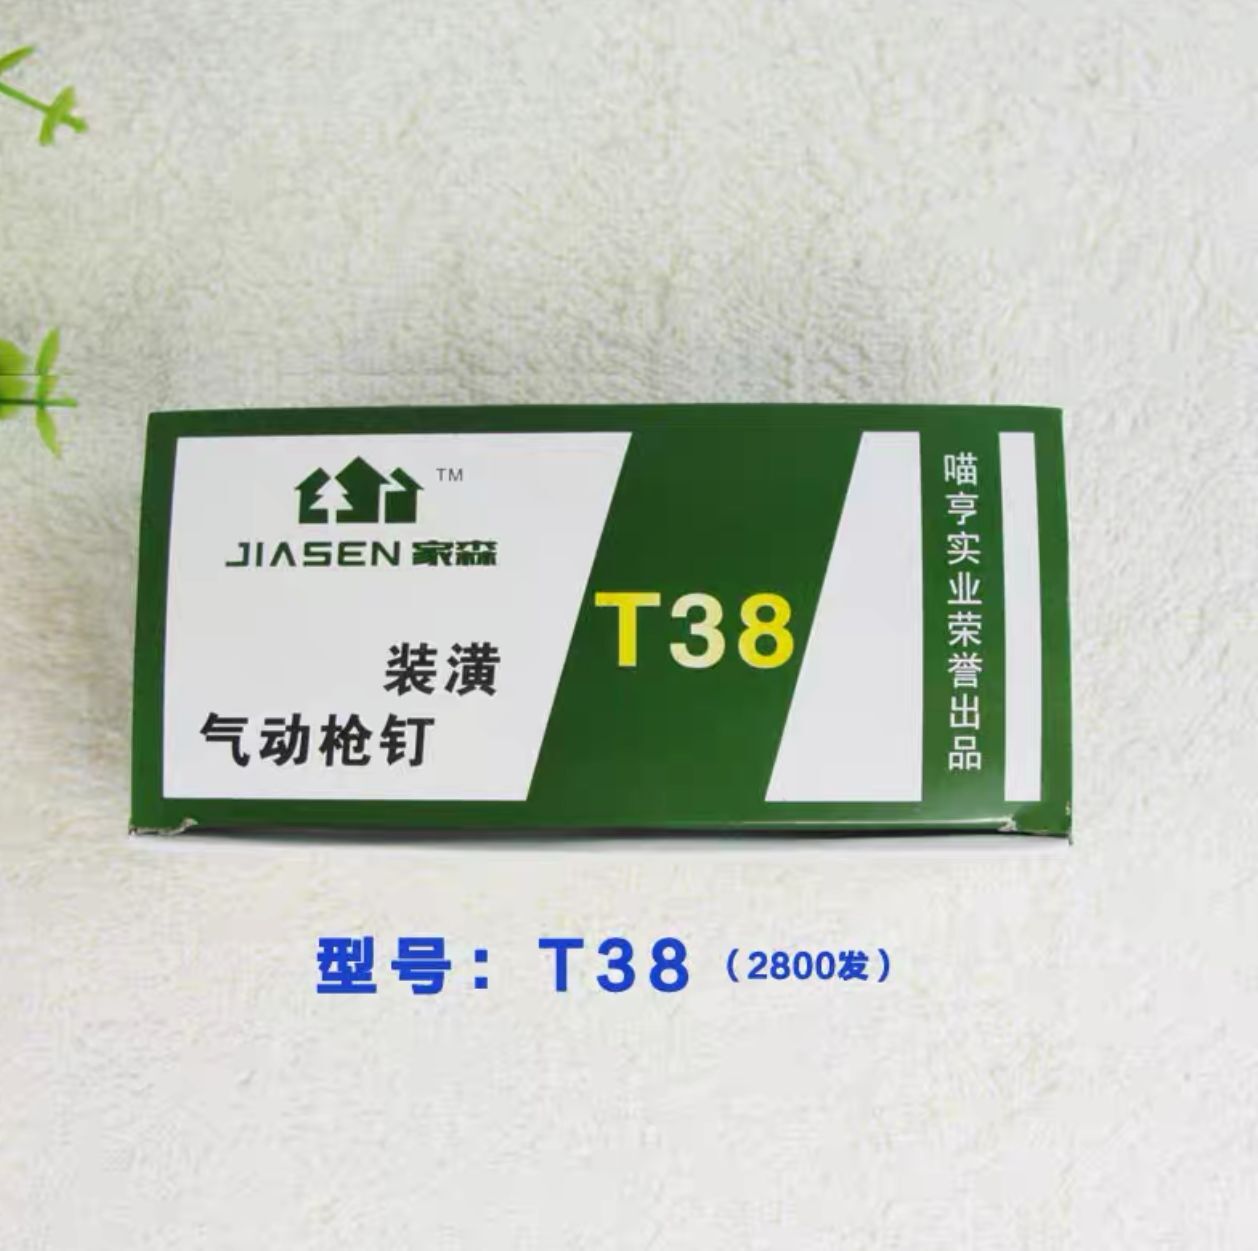 TM
JIASEN 家森
装潢
气动枪钉
T38
喵亨实业荣誉出品
型号：T38（2800发）